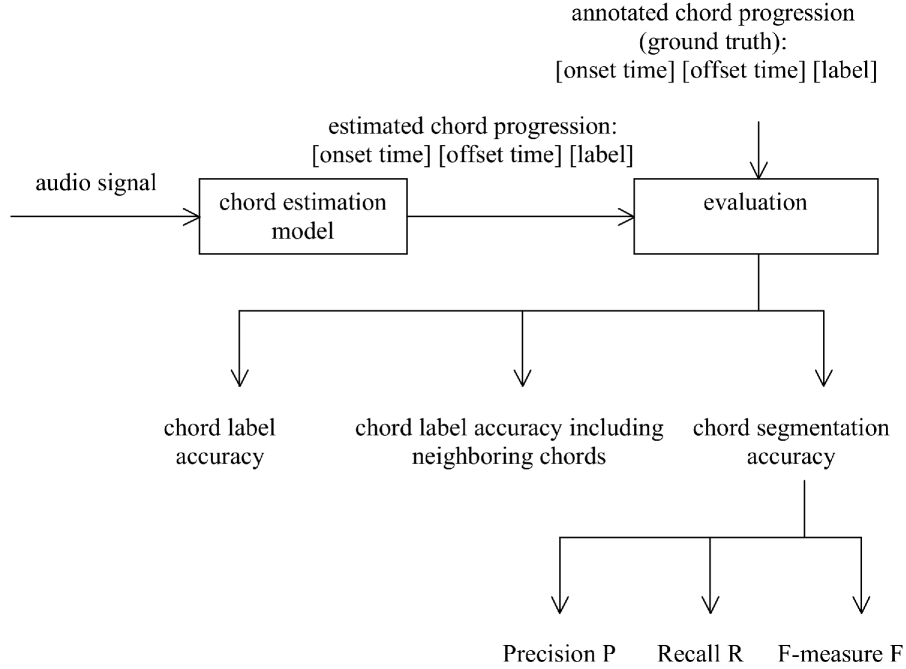 annotated chord progression
(ground truth):
[onset time] [offset time] [label]
estimated chord progression:
[onset time] [offset time] [label]
audio signal
chord estimation
model
evaluation
chord label
accuracy
chord label accuracy including
neighboring chords
chord segmentation
accuracy
Precision P
Recall R
F-measure F